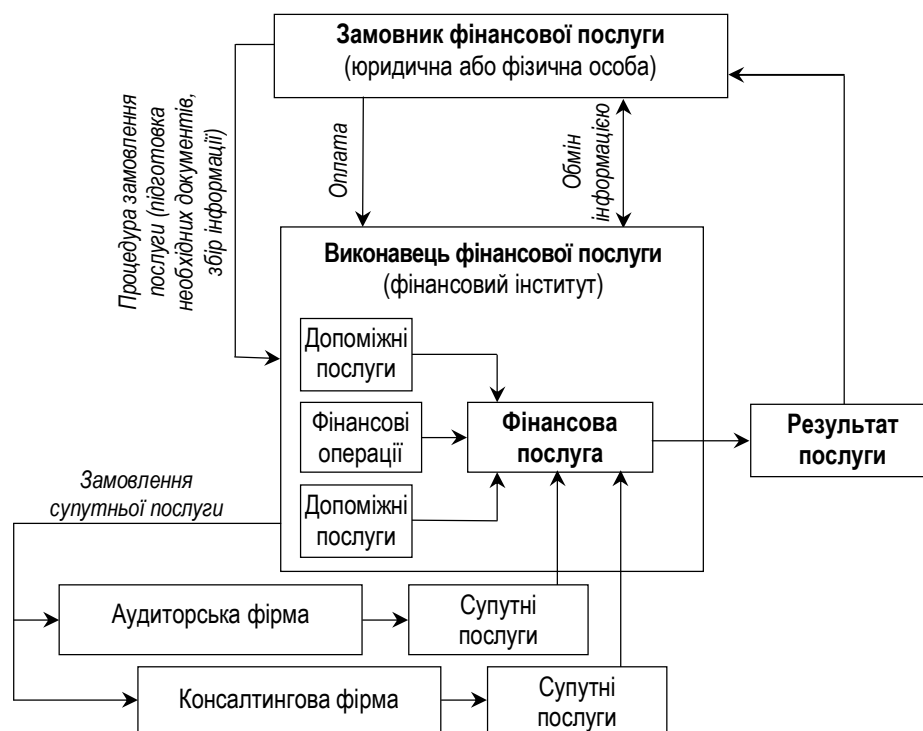 Замовник фінансової послуги
(юридична або фізична особа)
Процедура замовлення
послуги (підготовка
необхідних документів,
збір інформації)
Оплата
Обмін
інформацією
Виконавець фінансової послуги
(фінансовий інститут)
Допоміжні
послуги
Фінансові
операції
Фінансова
послуга
Результат
послуги
Допоміжні
послуги
Замовлення
супутньої послуги
Аудиторська фірма
Супутні
послуги
Консалтингова фірма
Супутні
послуги